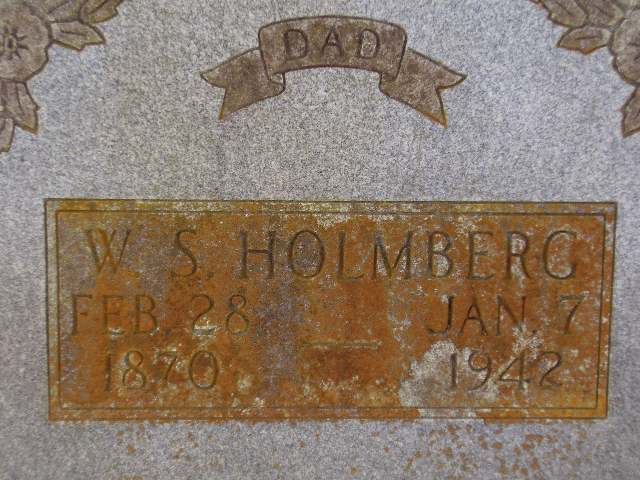 DAD
W. S. HOLMBERG
FEB. 28 — JAN. 7
1870 1942